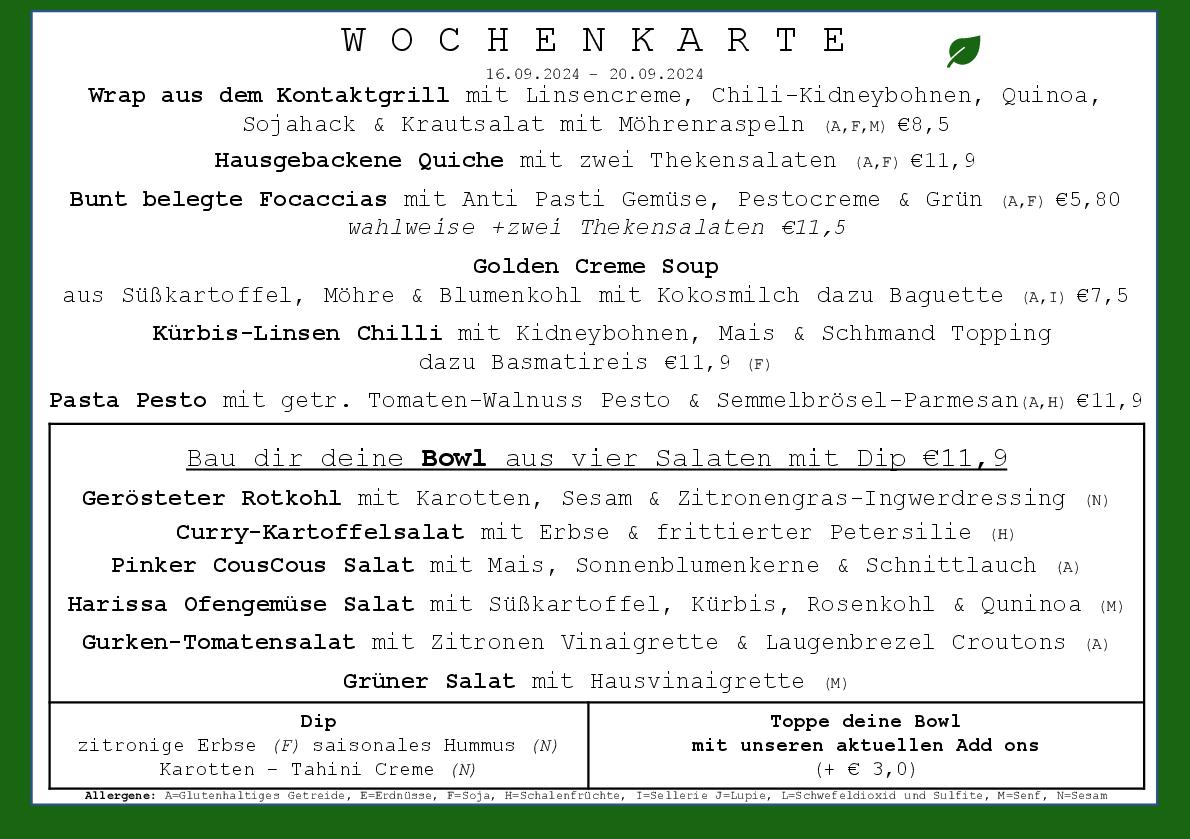 WOCHENKARTE
16.09.2024 – 20.09.2024
Wrap aus dem Kontaktgrill mit Linsencreme, Chili-Kidneybohnen, Quinoa,
Sojahack & Krautsalat mit Möhrenraspeln (A,F,M) €8,5
Hausgebackene Quiche mit zwei Thekensalaten (A,F) €11,9
Bunt belegte Focaccias mit Anti Pasti Gemüse, Pestocreme & Grün (A,F) €5,80
wahlweise +zwei Thekensalaten €11,5
Golden Creme Soup
aus Süßkartoffel, Möhre & Blumenkohl mit Kokosmilch dazu Baguette (A,I) €7,5
Kürbis-Linsen Chilli mit Kidneybohnen, Mais & Schhmand Topping
dazu Basmatireis €11,9 (F)
Pasta Pesto mit getr. Tomaten-Walnuss Pesto & Semmelbrösel-Parmesan(A,H) €11,9
Bau dir deine Bowl aus vier Salaten mit Dip €11,9
Gerösteter Rotkohl mit Karotten, Sesam & Zitronengras-Ingwerdressing (N)
Curry-Kartoffelsalat mit Erbse & frittierter Petersilie (H)
Pinker CousCous Salat mit Mais, Sonnenblumenkerne & Schnittlauch (A)
Harissa Ofengemüse Salat mit Süßkartoffel, Kürbis, Rosenkohl & Quninoa (M)
Gurken-Tomatensalat mit Zitronen Vinaigrette & Laugenbrezel Croutons (A)
Grüner Salat mit Hausvinaigrette (M)
Dip
zitronige Erbse (F) saisonales Hummus (N)
Karotten – Tahini Creme (N)
Toppe deine Bowl
mit unseren aktuellen Add ons
(+ € 3,0)
Allergene: A=Glutenhaltiges Getreide, E=Erdnüsse, F=Soja, H=Schalenfrüchte, I=Sellerie J=Lupie, L=Schwefeldioxid und Sulfite, M=Senf, N=Sesam